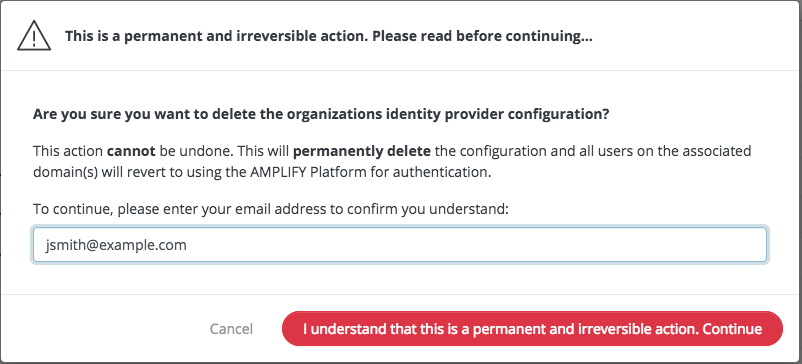 This is a permanent and irreversible action. Please read before continuing...
Are you sure you want to delete the organizations identity provider configuration?
This action cannot be undone. This will permanently delete the configuration and all users on the associated
domain(s) will revert to using the AMPLIFY Platform for authentication.
To continue, please enter your email address to confirm you understand:
jsmith@example.com
Cancel
I understand that this is a permanent and irreversible action. Continue